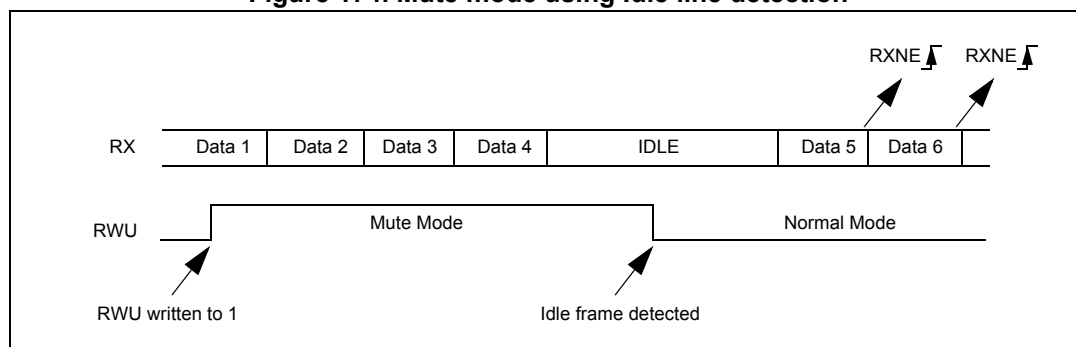 Figure 174. Mute mode using Idle line detection
RXNE RXNE
RX Data 1 Data 2 Data 3 Data 4 IDLE Data 5 Data 6
RWU Mute Mode Normal Mode
RWU written to 1 Idle frame detected